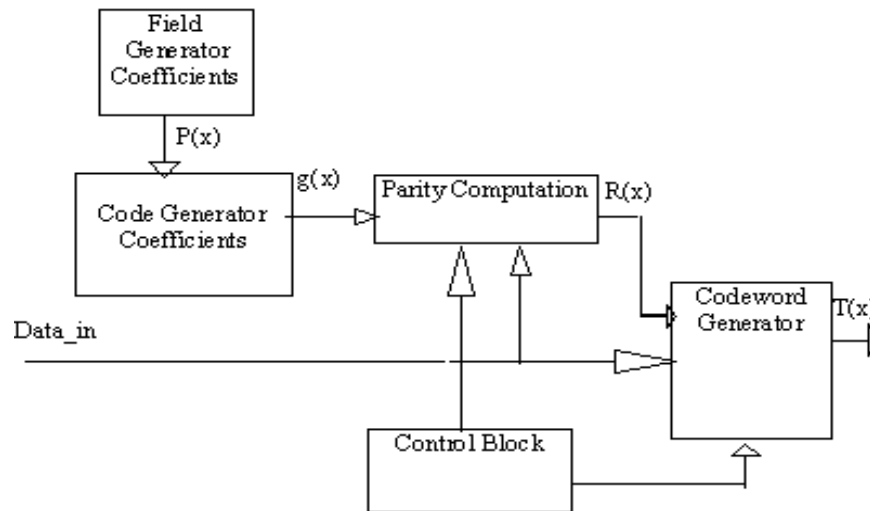 Field
Generator
Coefficients
P(x)
Code Generator
Coefficients
g(x)
Parity Computation
R(x)
Codeword
Generator
T(x)
Data_in
Control Block